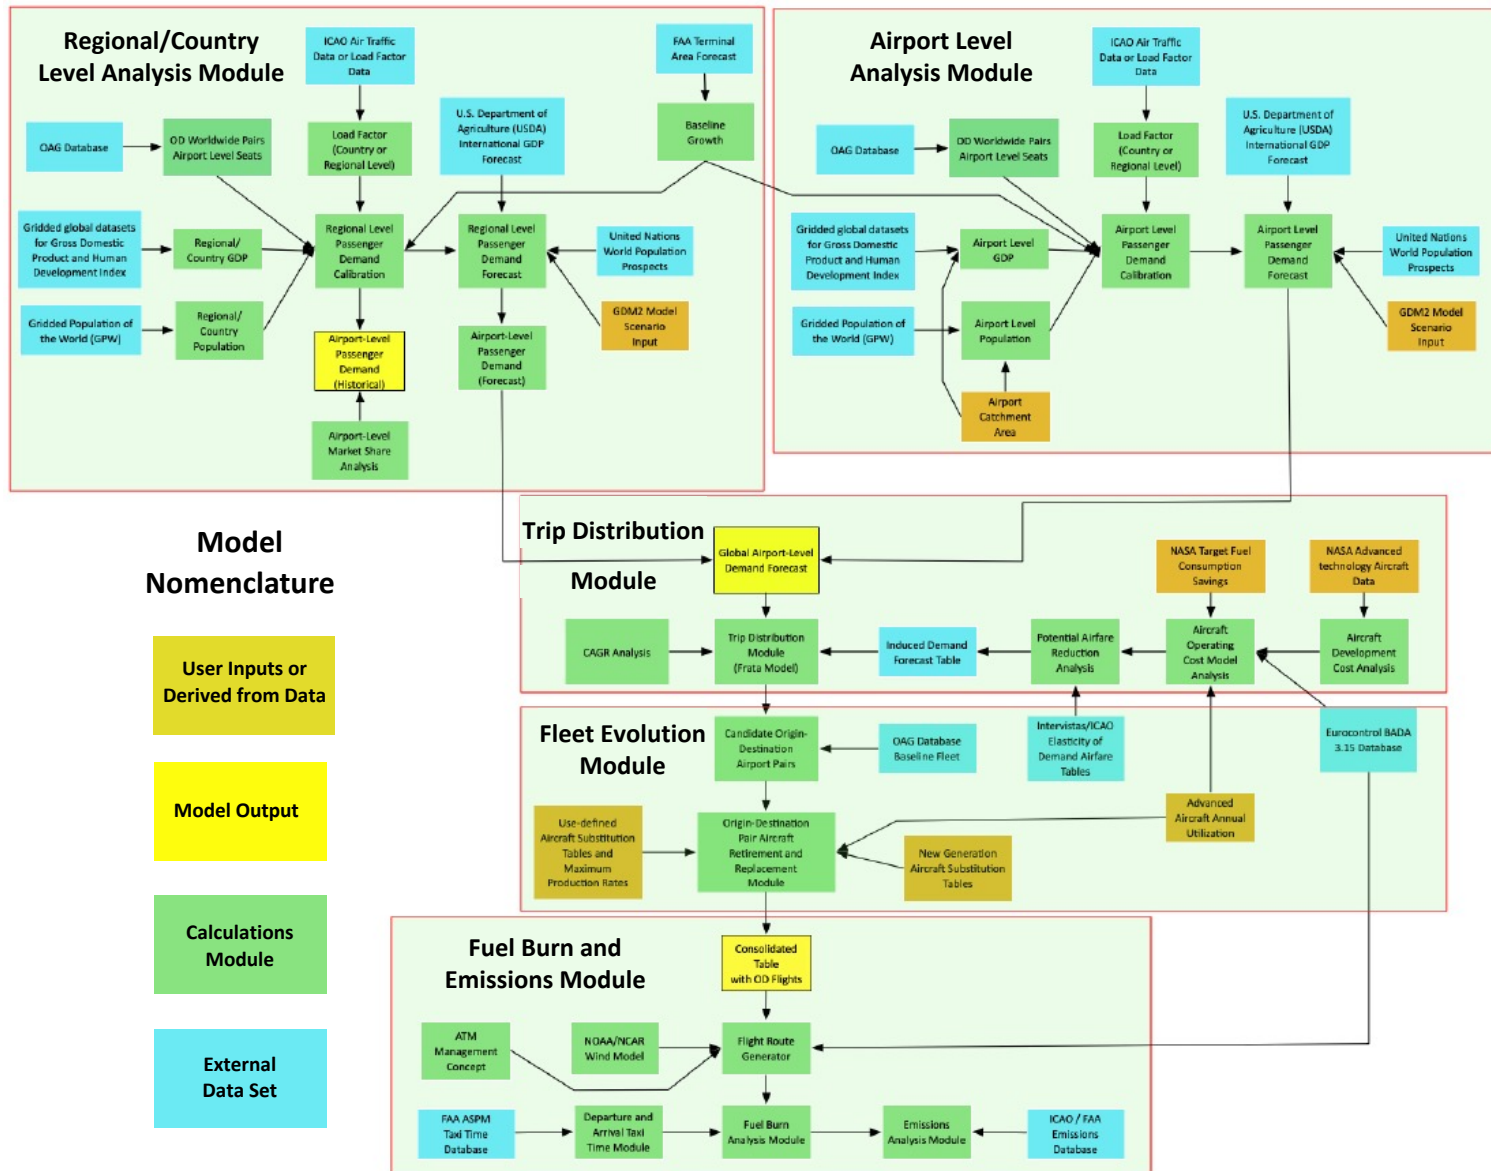 Regional/Country
Level Analysis Module
ICAO Air Traffic
Data or Load Factor
Data
FAA Terminal
Area Forecast
OAG Database
OD Worldwide Pairs
Airport Level Seats
Load Factor
(Country or
Regional Level)
U.S. Department of
Agriculture (USDA)
International GDP
Forecast
Baseline
Growth
Gridded global datasets
for Gross Domestic
Product and Human
Development Index
Regional/
Country GDP
Regional Level
Passenger
Demand
Calibration
Regional Level
Passenger
Demand
Forecast
United Nations
World Population
Prospects
Gridded Population of
the World (GPW)
Regional/
Country
Population
Airport-Level
Passenger
Demand
(Historical)
Airport-Level
Passenger
Demand
(Forecast)
GDM2 Model
Scenario
Input
Airport-Level
Market Share
Analysis
Airport Level
Analysis Module
ICAO Air Traffic
Data or Load Factor
Data
OAG Database
OD Worldwide Pairs
Airport Level Seats
Load Factor
(Country or
Regional Level)
U.S. Department of
Agriculture (USDA)
International GDP
Forecast
Gridded global datasets
for Gross Domestic
Product and Human
Development Index
Airport Level
GDP
Airport Level
Passenger
Demand
Calibration
Airport Level
Passenger
Demand
Forecast
United Nations
World Population
Prospects
Gridded Population
of the World
(GPW)
Airport Level
Population
GDM2 Model
Scenario
Input
Airport
Catchment
Area
Model
Nomenclature
User Inputs or
Derived from Data
Model Output
Calculations
Module
External
Data Set
Trip Distribution
Module
Global Airport-Level
Demand Forecast
NASA Target Fuel
Consumption
Savings
NASA Advanced
technology Aircraft
Data
CAGR Analysis
Trip Distribution
Module
(Frata Model)
Induced Demand
Forecast Table
Potential Airfare
Reduction
Analysis
Aircraft
Operating
Cost Model
Analysis
Aircraft
Development
Cost Analysis
Fleet Evolution
Module
Candidate Origin-
Destination
Airport Pairs
OAG Database
Baseline Fleet
Intervistas/ICAO
Elasticity of
Demand Airfare
Tables
Eurocontrol BADA
3.15 Database
Use-defined
Aircraft Substitution
Tables and
Maximum
Production Rates
Origin-Destination
Pair Aircraft
Retirement and
Replacement
Module
New Generation
Aircraft Substitution
Tables
Advanced
Aircraft Annual
Utilization
Fuel Burn and
Emissions Module
Consolidated
Table
with OD Flights
ATM
Management
Concept
NOAA/NCAR
Wind Model
Flight Route
Generator
FAA ASPM
Taxi Time
Database
Departure and
Arrival Taxi
Time Module
Fuel Burn
Analysis Module
Emissions
Analysis Module
ICAO / FAA
Emissions
Database